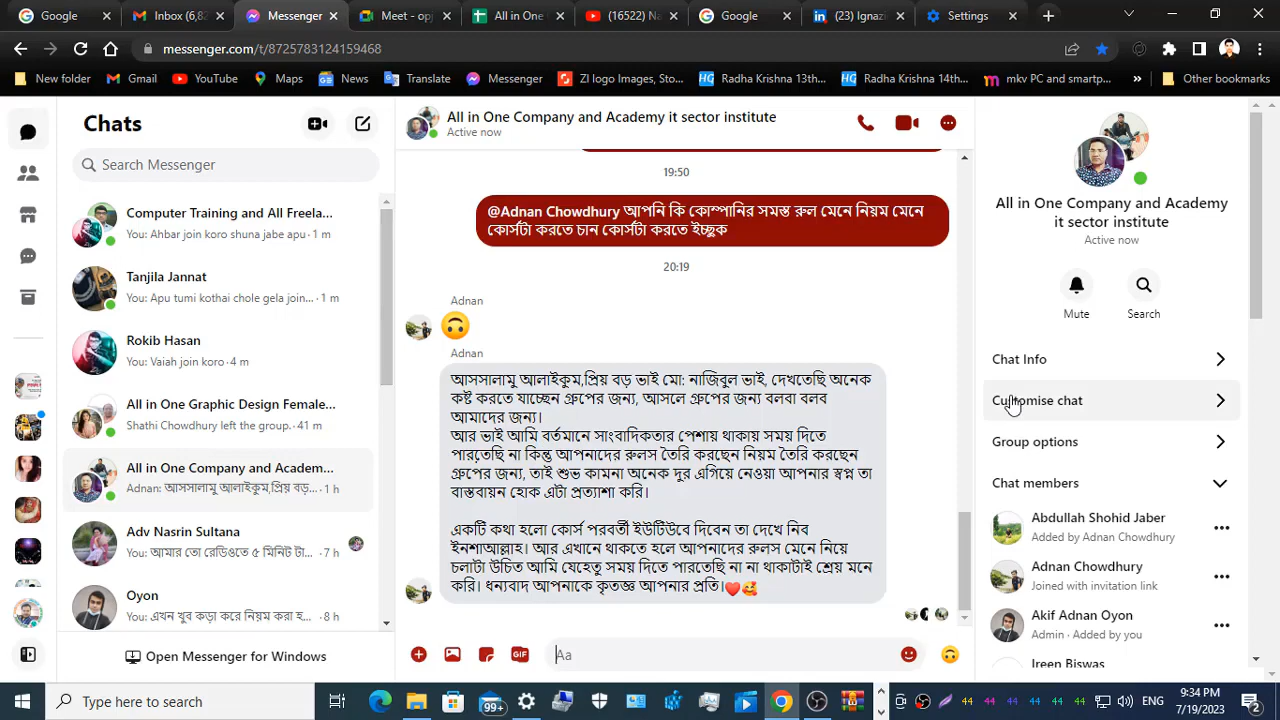 Google
Inbox (6,8
Messenger
Meet - op
All in One
(16522) Na
Google
(23) Ignaz
Settings
messenger.com/t/8725783124159468
New folder
Gmail
YouTube
Maps
News
Translate
Messenger
ZI logo Images, Sto...
Radha Krishna 13th...
Radha Krishna 14th...
mkv PC and smartp...
Other bookmarks
Chats
Search Messenger
Computer Training and All Freela...
You: Ahbar join koro shuna jabe apu · 1 m
Tanjila Jannat
You: Apu tumi kothai chole gela join... · 1 m
Rokib Hasan
You: Vaiah join koro · 4 m
All in One Graphic Design Female...
Shathi Chowdhury left the group. · 41 m
All in One Company and Academ...
Adnan: আসসালামু আলাইকুম,প্রিয় বড়... · 1 h
Adv Nasrin Sultana
You: আমার তো রেডিওতে ৫ মিনিট টা... · 7 h
Oyon
You: এখন খুব কড়া করে নিয়ম করা হ... · 8 h
Open Messenger for Windows
All in One Company and Academy it sector institute
Active now
19:50
@Adnan Chowdhury আপনি কি কোম্পানির সমস্ত রুল মেনে নিয়ম মেনে
কোর্সটা করতে চান কোর্সটা করতে ইচ্ছুক
20:19
Adnan
Adnan
আসসালামু আলাইকুম,প্রিয় বড় ভাই মো: নাজিবুল ভাই, দেখতেছি অনেক
কষ্ট করতে যাচ্ছেন গ্রুপের জন্য, আসলে গ্রুপের জন্য বলবা বলব
আমাদের জন্য।
আর ভাই আমি বর্তমানে সাংবাদিকতার পেশায় থাকায় সময় দিতে
পারতেছি না কিন্তু আপনাদের রুলস তৈরি করছেন নিয়ম তৈরি করছেন
গ্রুপের জন্য, তাই শুভ কামনা অনেক দুর এগিয়ে নেওয়া আপনার স্বপ্ন তা
বাস্তবায়ন হোক এটা প্রত্যাশা করি।
একটি কথা হলো কোর্স পরবর্তী ইউটিউবে দিবেন তা দেখে নিব
ইনশাআল্লাহ। আর এখানে থাকতে হলে আপনাদের রুলস মেনে নিয়ে
চলাটা উচিত আমি যেহেতু সময় দিতে পারতেছি না না থাকাটাই শ্রেয় মনে
করি। ধন্যবাদ আপনাকে কৃতজ্ঞ আপনার প্রতি।❤️🥰
GIF
Aa
All in One Company and Academy
it sector institute
Active now
Mute
Search
Chat Info
Customise chat
Group options
Chat members
Abdullah Shohid Jaber
Added by Adnan Chowdhury
Adnan Chowdhury
Joined with invitation link
Akif Adnan Oyon
Admin · Added by you
Ireen Biswas
Type here to search
99+
44
44
44
44
44
ENG
9:34 PM
7/19/2023
2